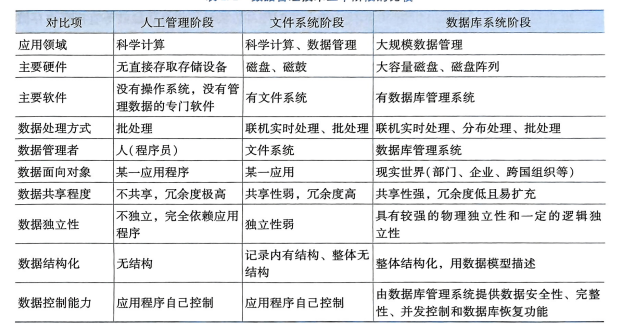 对比项 人工管理阶段 文件系统阶段 数据库系统阶段
应用领域 科学计算 科学计算、数据管理 大规模数据管理
主要硬件 无直接存取存储设备 磁盘、磁鼓 大容量磁盘、磁盘阵列
主要软件 没有操作系统，没有管理数据的专门软件 有文件系统 有数据库管理系统
数据处理方式 批处理 联机实时处理、批处理 联机实时处理、分布处理、批处理
数据管理者 人(程序员) 文件系统 数据库管理系统
数据面向对象 某一应用程序 某一应用 现实世界(部门、企业、跨国组织等)
数据共享程度 不共享，冗余度极高 共享性弱，冗余度高 共享性强，冗余度低且易扩充
数据独立性 不独立，完全依赖应用程序 独立性弱 具有较强的物理独立性和一定的逻辑独立性
数据结构化 无结构 记录内有结构、整体无结构 整体结构化，用数据模型描述
数据控制能力 应用程序自己控制 应用程序自己控制 由数据库管理系统提供数据安全性、完整性、并发控制和数据库恢复功能